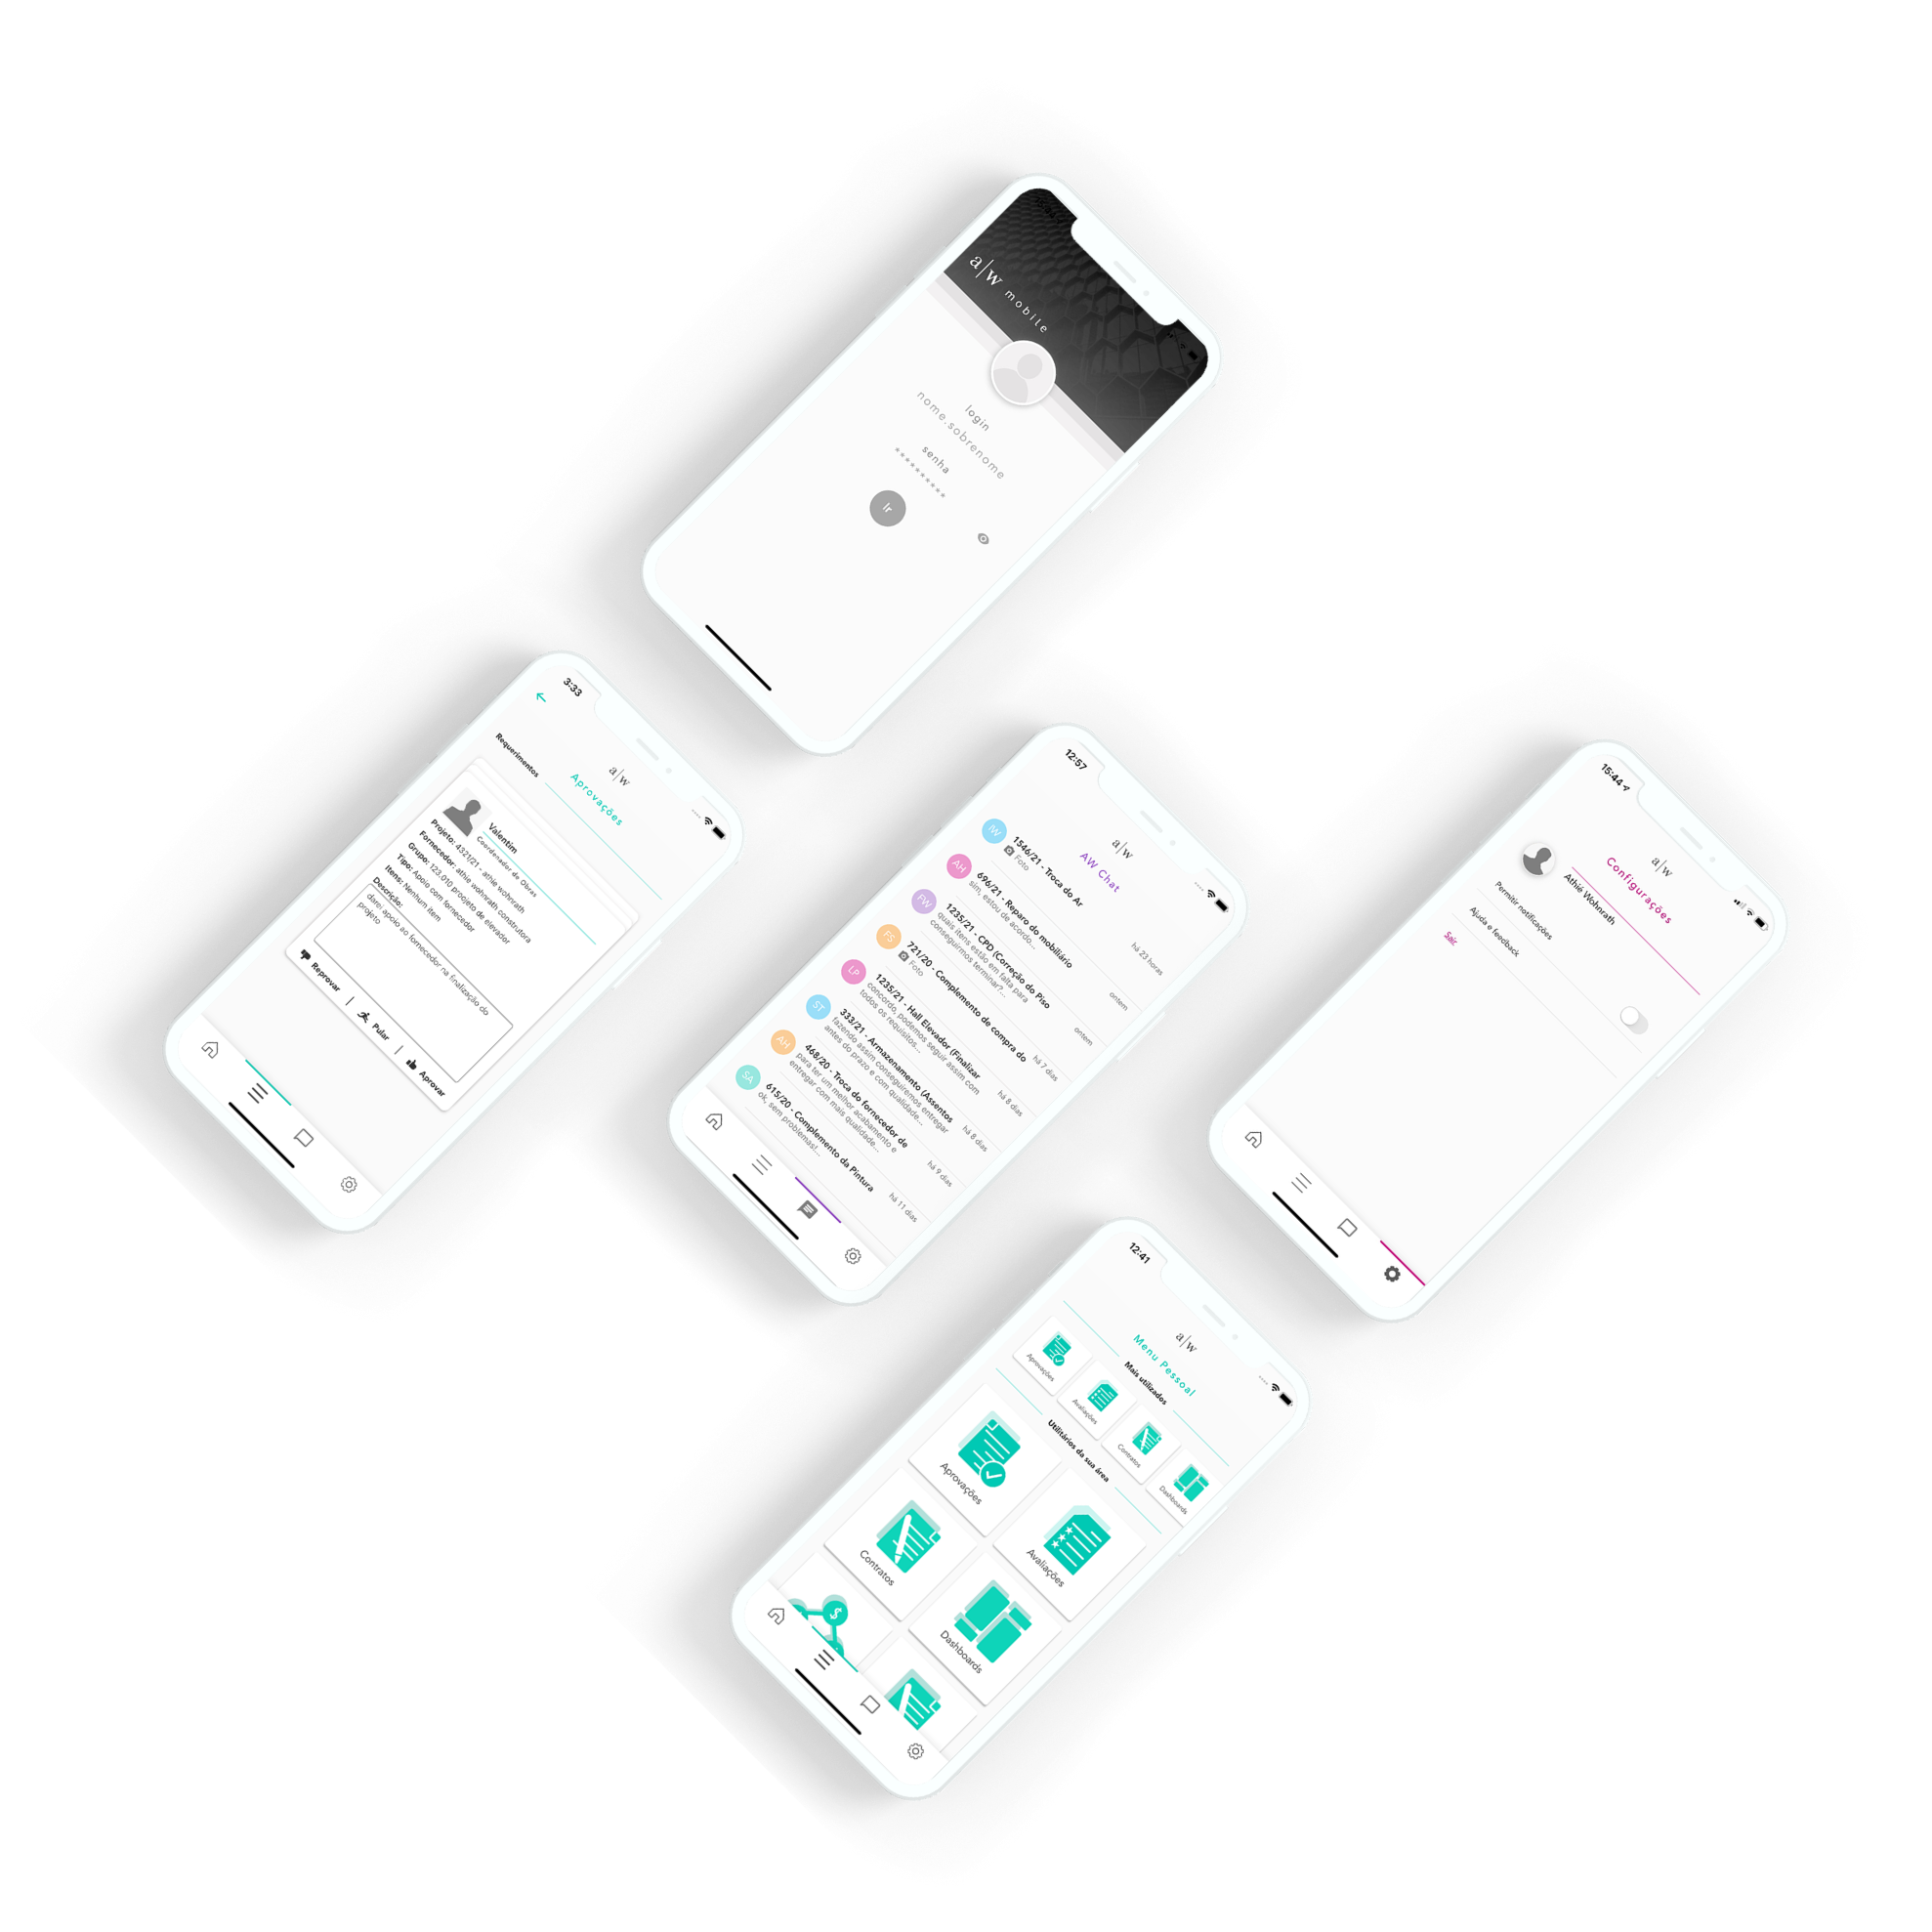 a|w mobile
login
nome.sobrenome
senha
**********
Ir
3:33
a|w
Aprovações
Requerimentos
Valentim
Coordenador de Obras
Projeto: 4321/21 - athie wohnrath
Fornecedor: athie wohnrath construtora
Grupo: 123.010 projeto de elevador
Tipo: Apoio com fornecedor
Itens: Nenhum item
Descrição:
darei apoio ao fornecedor na finalização do
projeto
Reprovar | Pular | Aprovar
12:57
a|w
AW Chat
IW 1546/21 - Troca do Ar
Foto
há 23 horas
AH 696/21 - Reparo do mobiliário
sim, estou de acordo...
ontem
FW 1235/21 - CPD (Correção do Piso
quais itens estão em falta para
conseguirmos terminar?...
ontem
FS 721/20 - Complemento de compra do
Foto
há 7 dias
LP 1235/21 - Hall Elevador (Finalizar
concordo, podemos seguir assim com
todos os requisitos...
há 8 dias
ST 333/21 - Armazenamento (Assentos
fazendo assim conseguiremos entregar
antes do prazo e com qualidade...
há 8 dias
AH 468/20 - Troca do fornecedor de
para ter um melhor acabamento e
entregar com mais qualidade...
há 9 dias
SA 615/20 - Complemento da Pintura
ok, sem problemas!...
há 11 dias
15:44
a|w
Configurações
Athié Wohnrath
Permitir notificações
Ajuda e feedback
Sair
12:41
a|w
Menu Pessoal
Mais utilizados
Aprovações
Avaliações
Contratos
Dashboards
Utilitários da sua área
Aprovações
Avaliações
Contratos
Dashboards